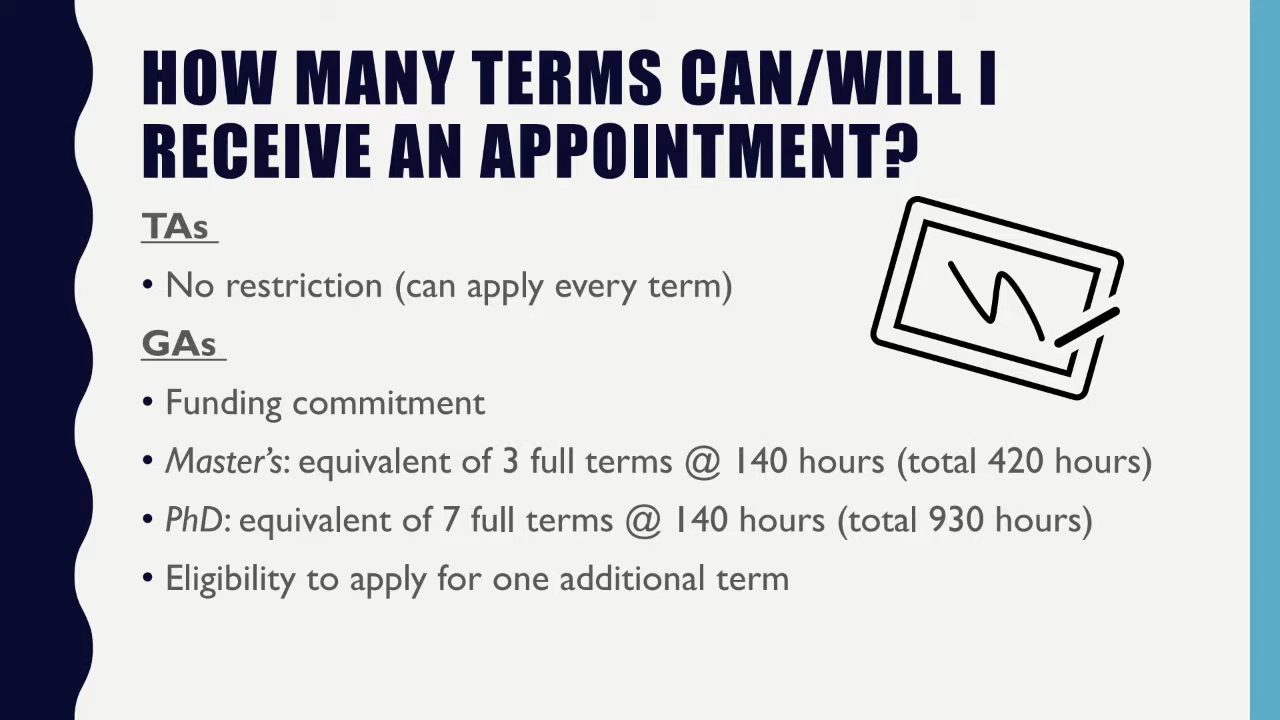 HOW MANY TERMS CAN/WILL I
RECEIVE AN APPOINTMENT?
TAs
• No restriction (can apply every term)
GAs
• Funding commitment
• Master's: equivalent of 3 full terms @ 140 hours (total 420 hours)
• PhD: equivalent of 7 full terms @ 140 hours (total 930 hours)
• Eligibility to apply for one additional term